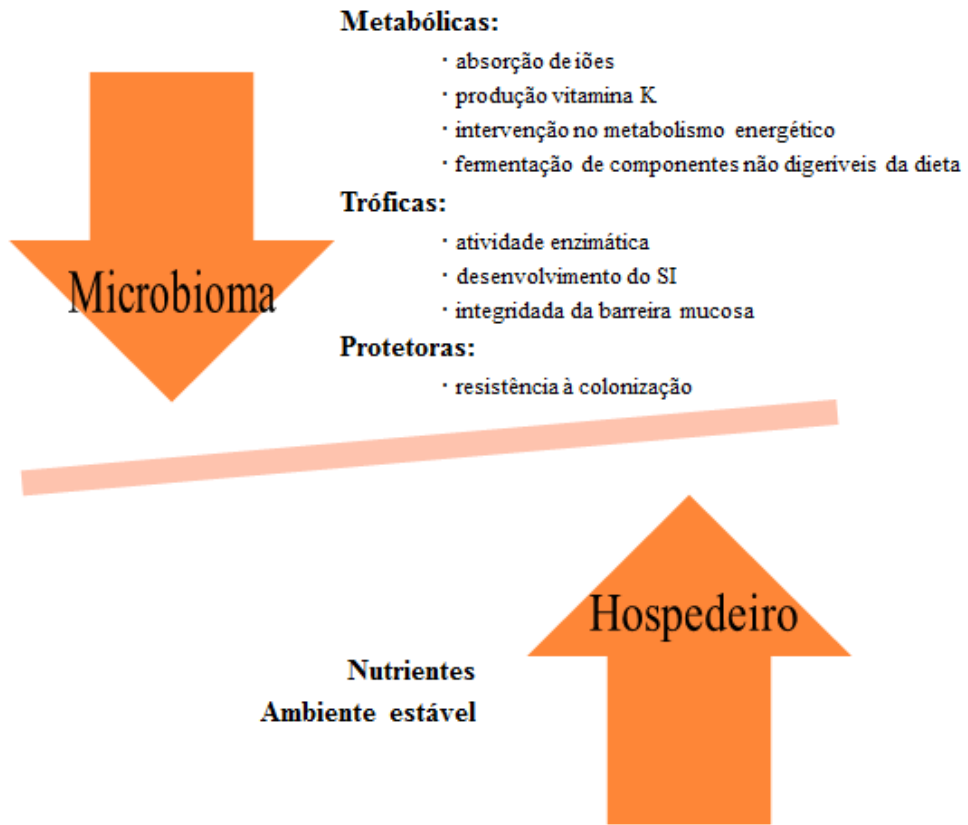 Metabólicas:
· absorção de iões
· produção vitamina K
· intervenção no metabolismo energético
· fermentação de componentes não digeríveis da dieta
Tróficas:
· atividade enzimática
· desenvolvimento do SI
· integridada da barreira mucosa
Protetoras:
· resistência à colonização
Microbioma
Hospedeiro
Nutrientes
Ambiente estável